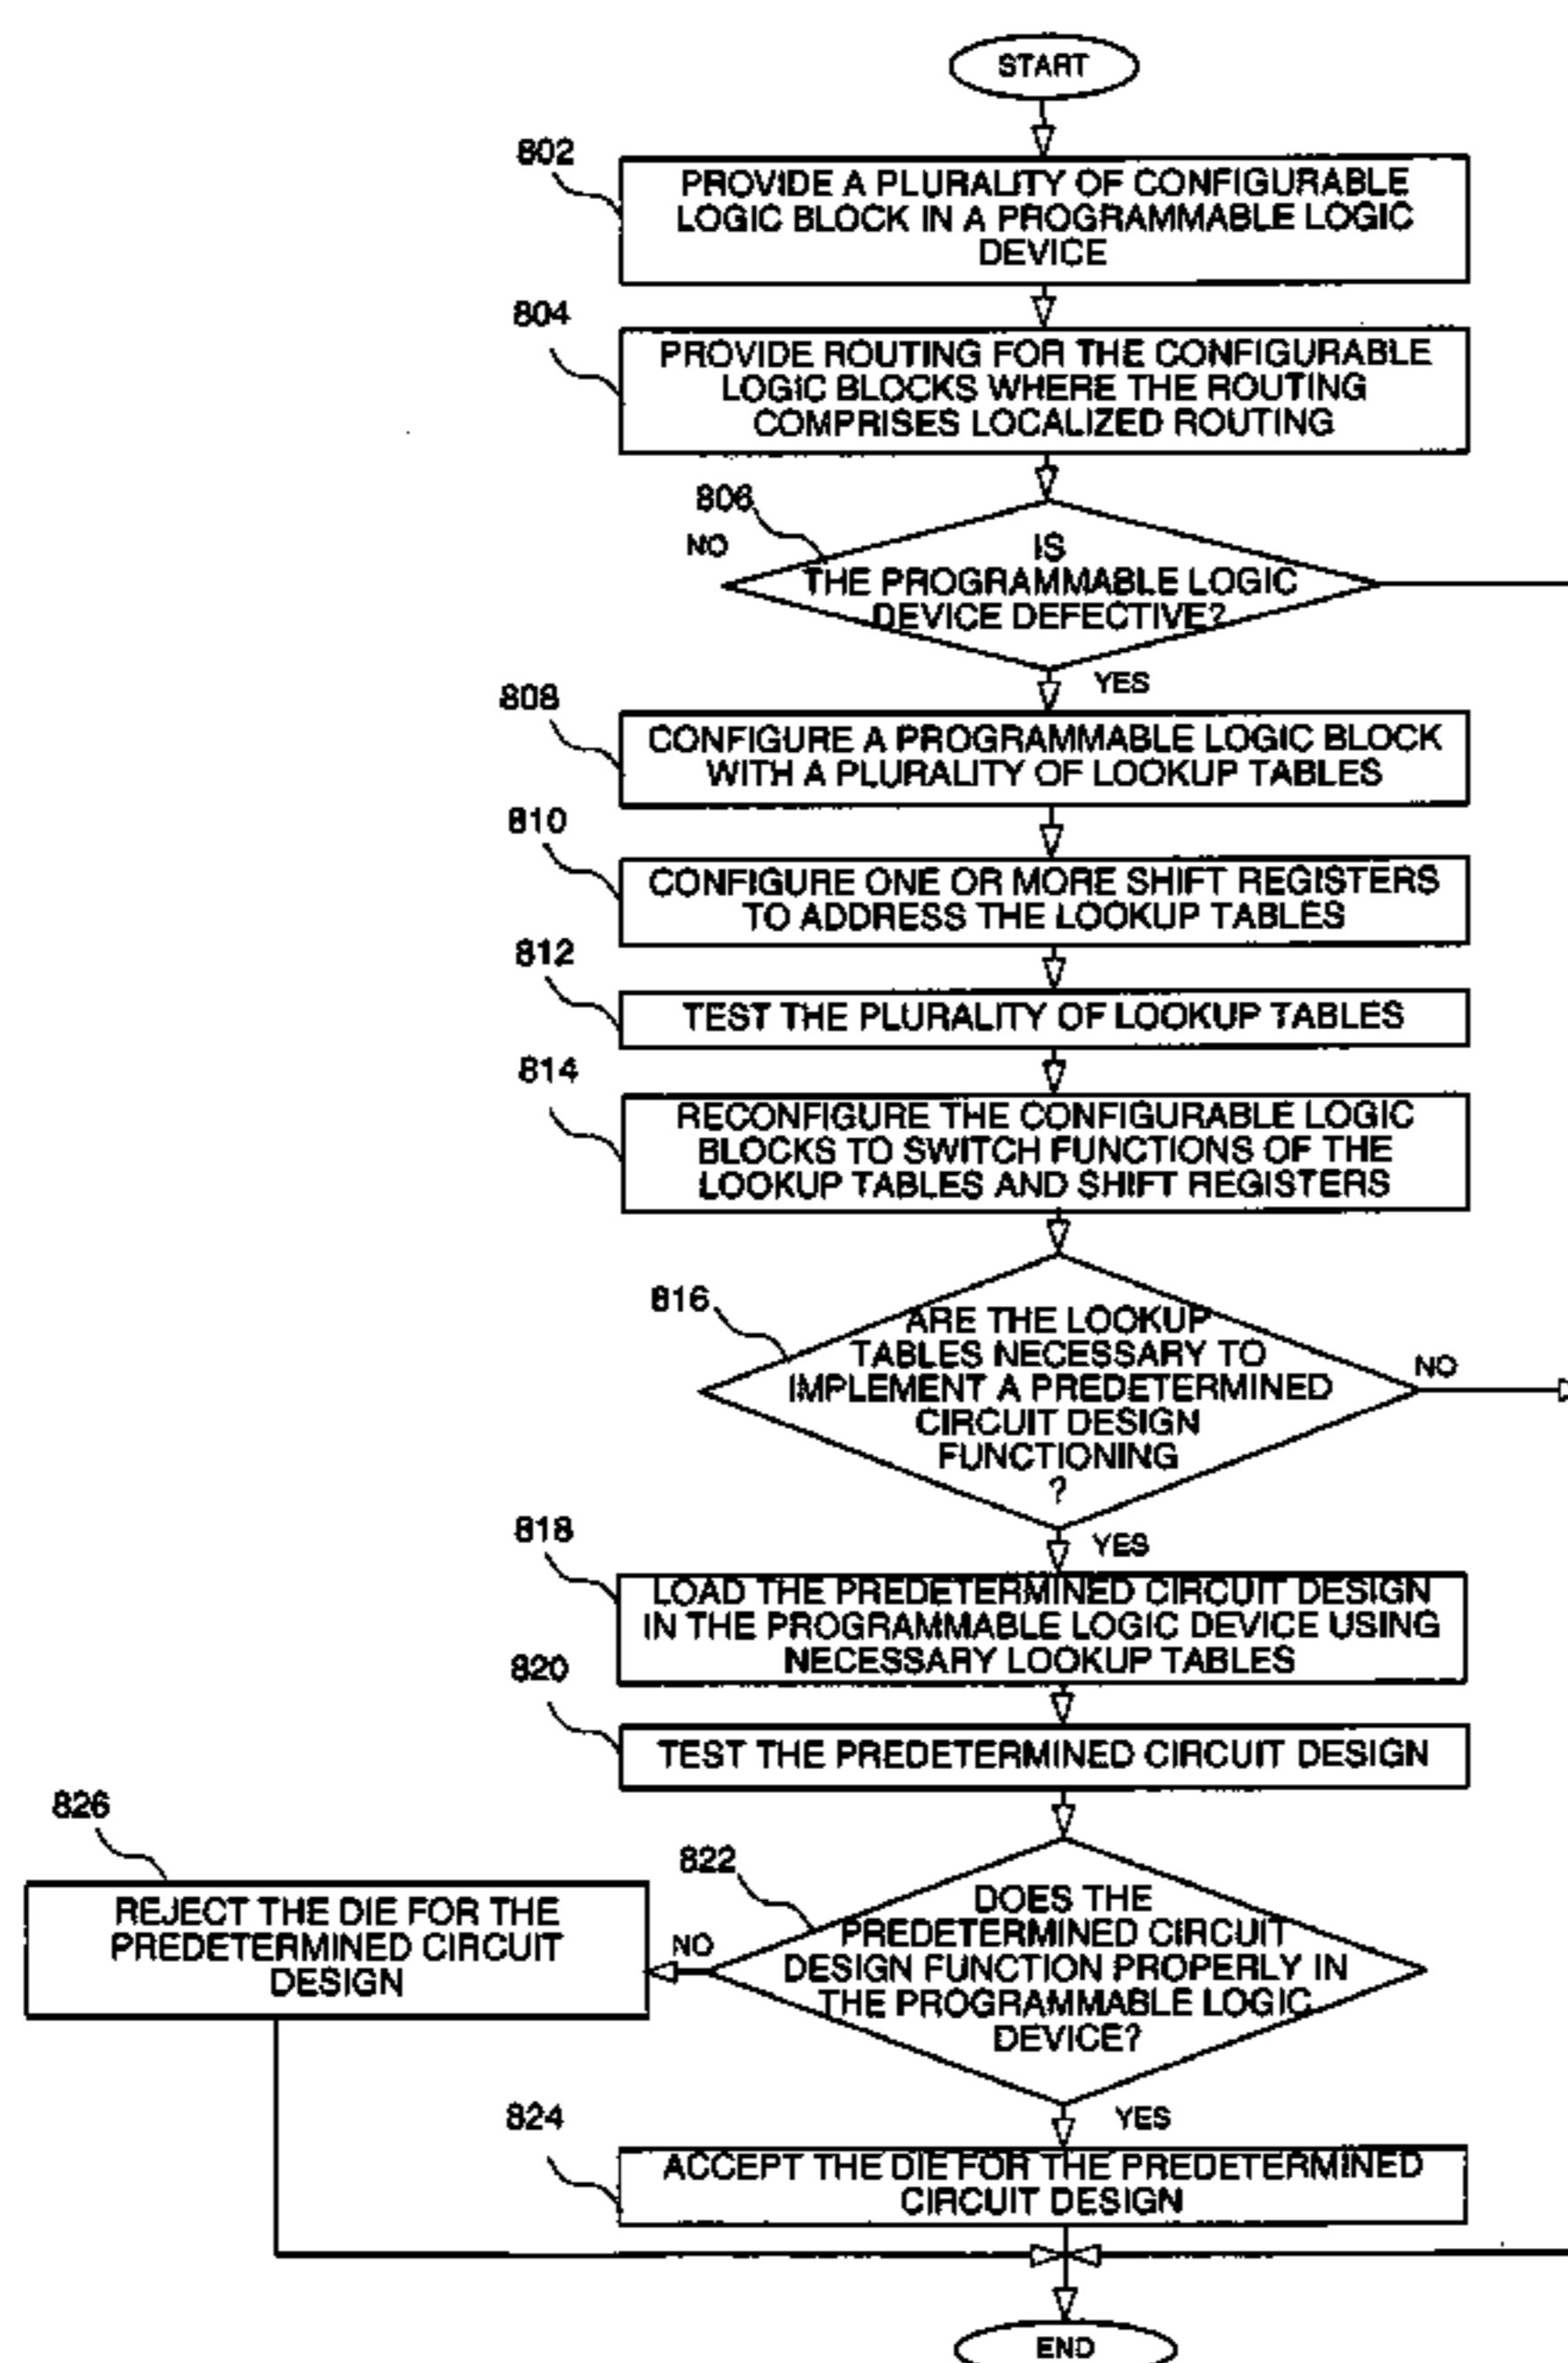 START
802
PROVIDE A PLURALITY OF CONFIGURABLE
LOGIC BLOCK IN A PROGRAMMABLE LOGIC
DEVICE
804
PROVIDE ROUTING FOR THE CONFIGURABLE
LOGIC BLOCKS WHERE THE ROUTING
COMPRISES LOCALIZED ROUTING
806
NO
IS
THE PROGRAMMABLE LOGIC
DEVICE DEFECTIVE?
YES
808
CONFIGURE A PROGRAMMABLE LOGIC BLOCK
WITH A PLURALITY OF LOOKUP TABLES
810
CONFIGURE ONE OR MORE SHIFT REGISTERS
TO ADDRESS THE LOOKUP TABLES
812
TEST THE PLURALITY OF LOOKUP TABLES
814
RECONFIGURE THE CONFIGURABLE LOGIC
BLOCKS TO SWITCH FUNCTIONS OF THE
LOOKUP TABLES AND SHIFT REGISTERS
816
ARE THE LOOKUP
TABLES NECESSARY TO
IMPLEMENT A PREDETERMINED
CIRCUIT DESIGN
FUNCTIONING
?
NO
YES
818
LOAD THE PREDETERMINED CIRCUIT DESIGN
IN THE PROGRAMMABLE LOGIC DEVICE USING
NECESSARY LOOKUP TABLES
820
TEST THE PREDETERMINED CIRCUIT DESIGN
826
REJECT THE DIE FOR THE
PREDETERMINED CIRCUIT
DESIGN
822
NO
DOES THE
PREDETERMINED CIRCUIT
DESIGN FUNCTION PROPERLY IN
THE PROGRAMMABLE LOGIC
DEVICE?
YES
824
ACCEPT THE DIE FOR THE PREDETERMINED
CIRCUIT DESIGN
END